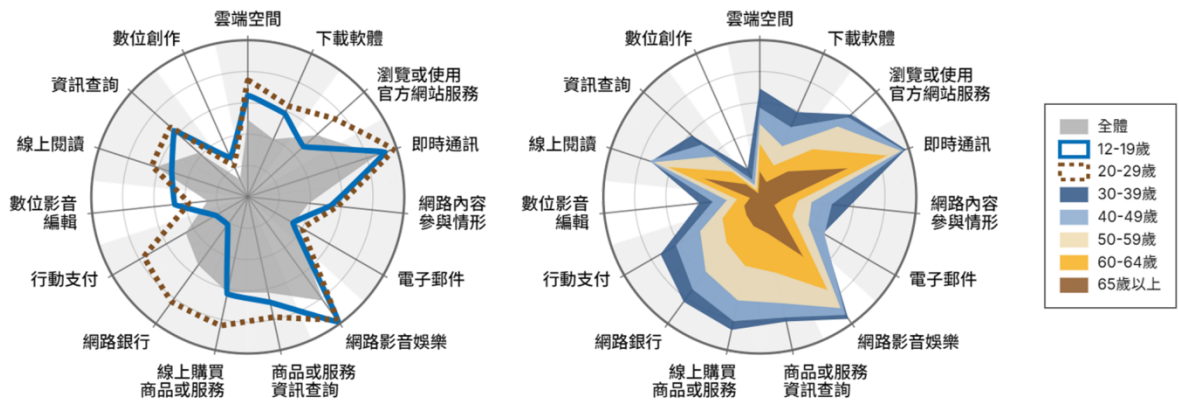 雲端空間
下載軟體
瀏覽或使用
官方網站服務
即時通訊
網路內容
參與情形
電子郵件
網路影音娛樂
商品或服務
資訊查詢
線上購買
商品或服務
網路銀行
行動支付
數位影音
編輯
線上閱讀
資訊查詢
數位創作
雲端空間
下載軟體
瀏覽或使用
官方網站服務
即時通訊
網路內容
參與情形
電子郵件
網路影音娛樂
商品或服務
資訊查詢
線上購買
商品或服務
網路銀行
行動支付
數位影音
編輯
線上閱讀
資訊查詢
數位創作
全體
12-19歲
20-29歲
30-39歲
40-49歲
50-59歲
60-64歲
65歲以上